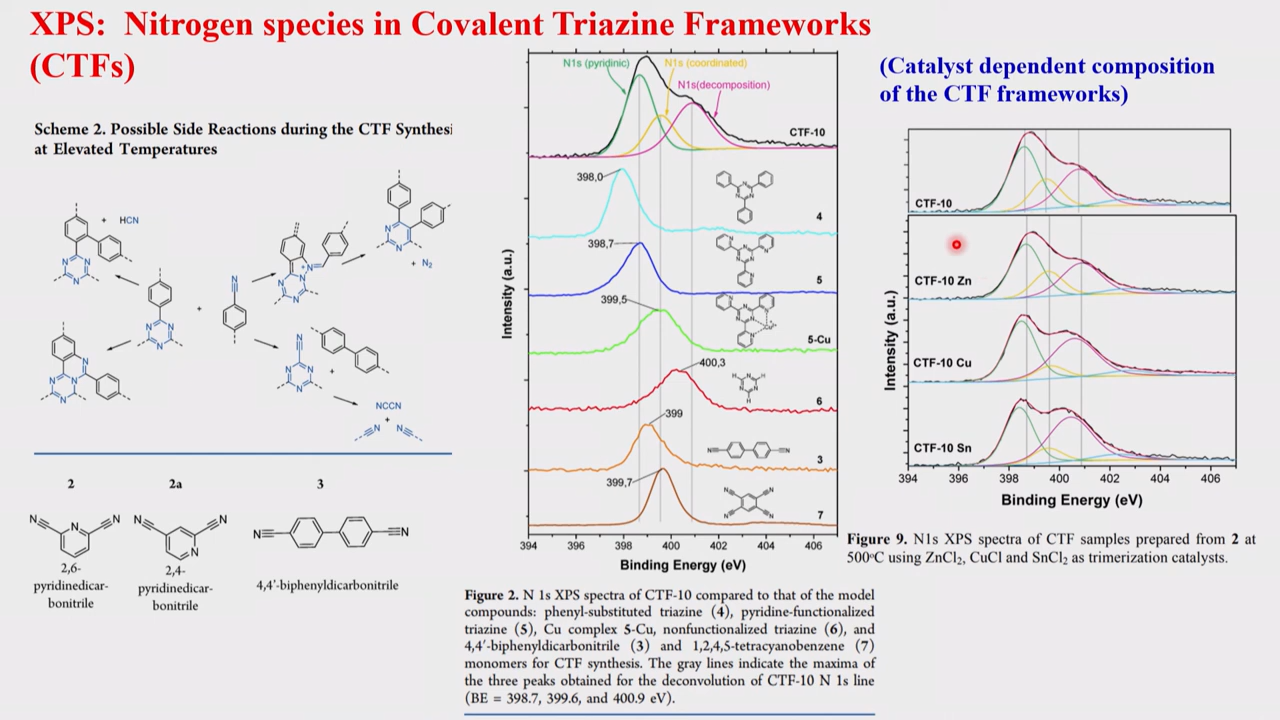 XPS: Nitrogen species in Covalent Triazine Frameworks
(CTFs)
Scheme 2. Possible Side Reactions during the CTF Synthesi
at Elevated Temperatures
+ HCN
+
+ N₂
+
NCCN
+
2
2a
3
2,6-
pyridinedicar-
bonitrile
2,4-
pyridinedicar-
bonitrile
4,4′-biphenyldicarbonitrile
N1s (pyridinic)
N1s (coordinated)
N1s(decomposition)
CTF-10
398,0
4
398,7
5
399,5
5-Cu
400,3
6
399
3
399,7
7
Intensity (a.u.)
394 396 398 400 402 404 406
Binding Energy (eV)
Figure 2. N 1s XPS spectra of CTF-10 compared to that of the model
compounds: phenyl-substituted triazine (4), pyridine-functionalized
triazine (5), Cu complex 5-Cu, nonfunctionalized triazine (6), and
4,4′-biphenyldicarbonitrile (3) and 1,2,4,5-tetracyanobenzene (7)
monomers for CTF synthesis. The gray lines indicate the maxima of
the three peaks obtained for the deconvolution of CTF-10 N 1s line
(BE = 398.7, 399.6, and 400.9 eV).
(Catalyst dependent composition
of the CTF frameworks)
CTF-10
CTF-10 Zn
CTF-10 Cu
CTF-10 Sn
Intensity (a.u.)
394 396 398 400 402 404 406
Binding Energy (eV)
Figure 9. N1s XPS spectra of CTF samples prepared from 2 at
500°C using ZnCl₂, CuCl and SnCl₂ as trimerization catalysts.